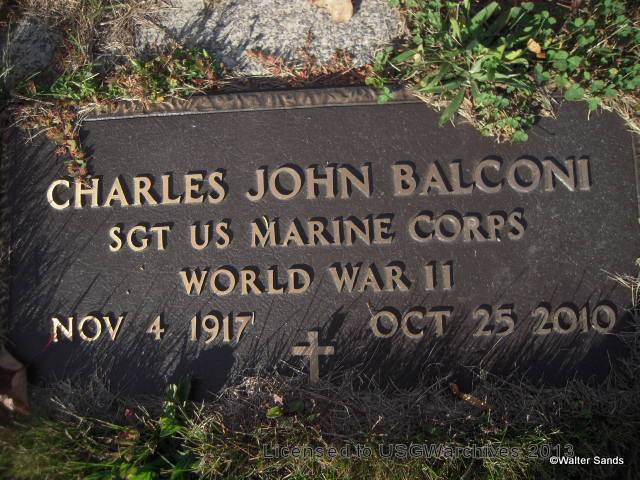 CHARLES JOHN BALCONI
SGT US MARINE CORPS
WORLD WAR II
NOV 4 1917 OCT 25 2010
Licensed to USGWarchives 2013
©Walter Sands